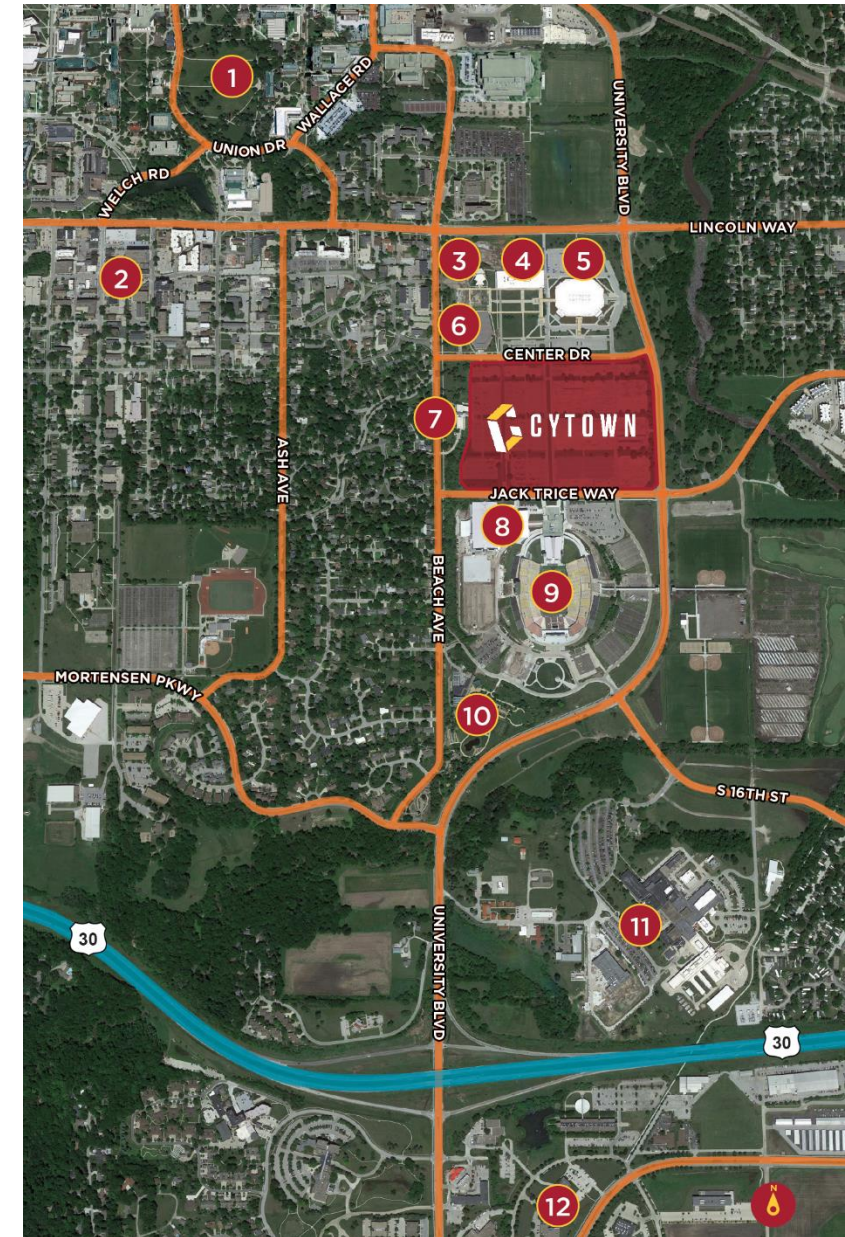 1
WALLACE RD
UNION DR
WELCH RD
UNIVERSITY BLVD
LINCOLN WAY
2
3
4
5
6
CENTER DR
7
CYTOWN
ASH AVE
JACK TRICE WAY
8
BEACH AVE
9
MORTENSEN PKWY
10
S 16TH ST
11
UNIVERSITY BLVD
30
30
12
N